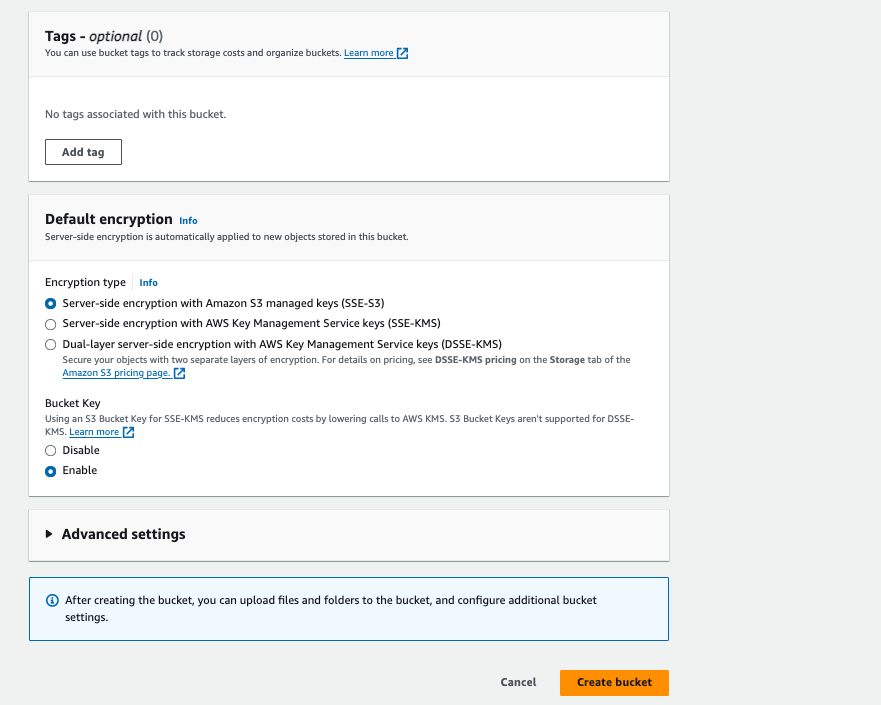 Tags - optional (0)
You can use bucket tags to track storage costs and organize buckets. Learn more
No tags associated with this bucket.
Add tag
Default encryption Info
Server-side encryption is automatically applied to new objects stored in this bucket.
Encryption type Info
Server-side encryption with Amazon S3 managed keys (SSE-S3)
Server-side encryption with AWS Key Management Service keys (SSE-KMS)
Dual-layer server-side encryption with AWS Key Management Service keys (DSSE-KMS)
Secure your objects with two separate layers of encryption. For details on pricing, see DSSE-KMS pricing on the Storage tab of the
Amazon S3 pricing page.
Bucket Key
Using an S3 Bucket Key for SSE-KMS reduces encryption costs by lowering calls to AWS KMS. S3 Bucket Keys aren't supported for DSSE-
KMS. Learn more
Disable
Enable
Advanced settings
After creating the bucket, you can upload files and folders to the bucket, and configure additional bucket
settings.
Cancel Create bucket